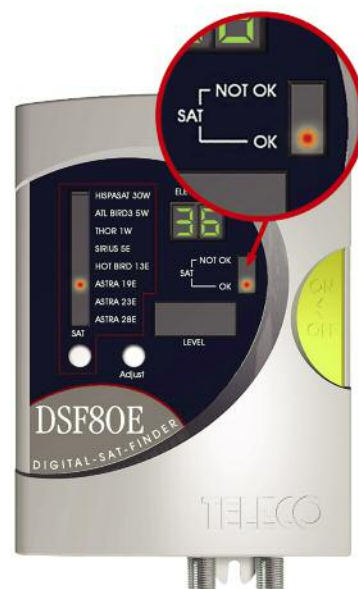 NOT OK
SAT
OK
HISPASAT 30W
ATL BIRD3 5W
THOR 1W
SIRIUS 5E
HOT BIRD 13E
ASTRA 19E
ASTRA 23E
ASTRA 28E
SAT
Adjust
36
NOT OK
SAT
OK
LEVEL
ON
DSF80E
DIGITAL-SAT-FINDER
TELECO